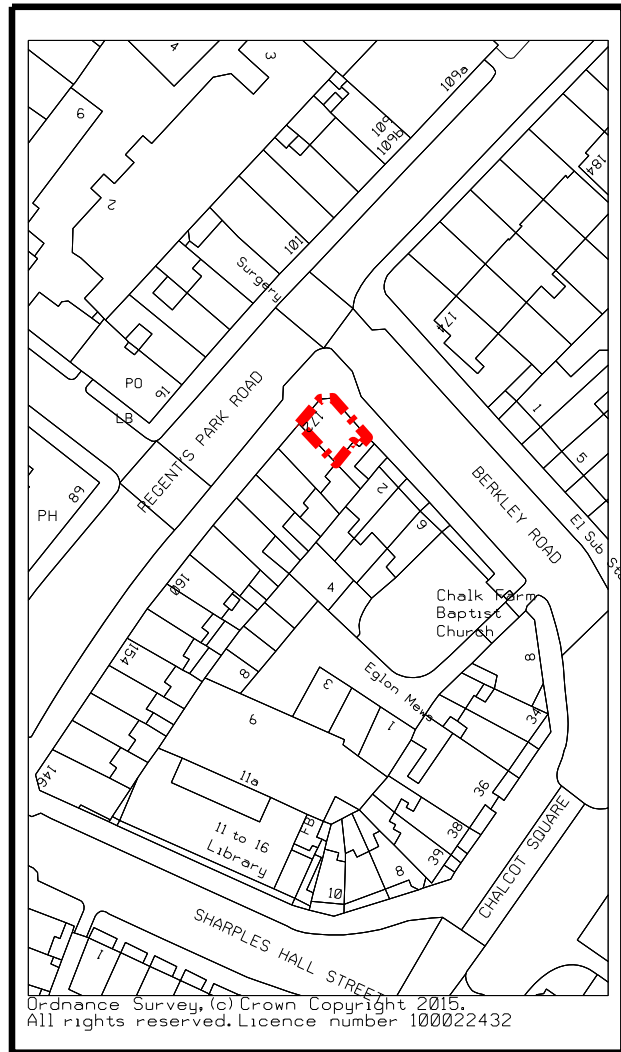 4
3
109a
109
109b
9
2
184
101
Surgery
174
PO
91
LB
REGENT'S PARK ROAD
1
5
89
PH
2
6
BERKLEY ROAD
El Sub Sta
160
4
Chalk Farm
Baptist
Church
8
154
8
3
Eglon Mews
1
34
9
146
11a
36
11 to 16
Library
FB
38
39
8
10
CHALCOT SQUARE
SHARPLES HALL STREET
1
Ordnance Survey, (c) Crown Copyright 2015.
All rights reserved. Licence number 100022432